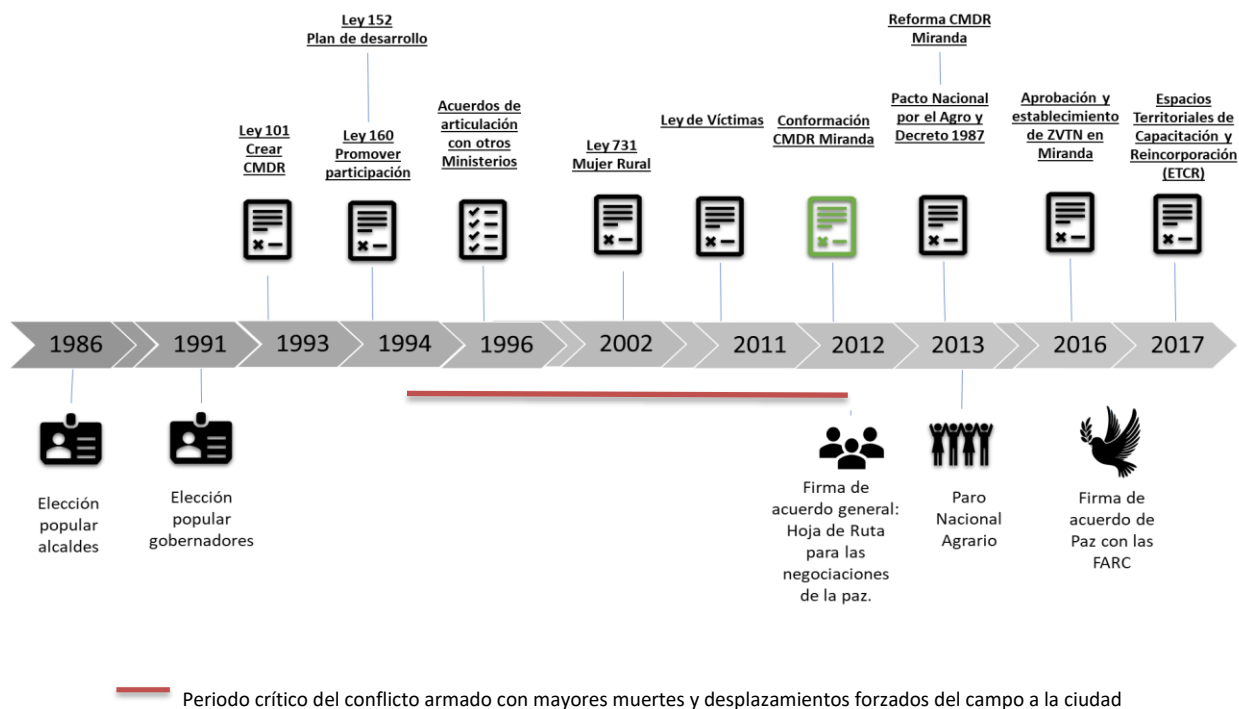 Ley 152
Plan de desarrollo
Reforma CMDR
Miranda
Ley 101
Crear
CMDR
Ley 160
Promover
participación
Acuerdos de
articulación
con otros
Ministerios
Ley 731
Mujer Rural
Ley de Víctimas
Conformación
CMDR Miranda
Pacto Nacional
por el Agro y
Decreto 1987
Aprobación y
establecimiento
de ZVTN en
Miranda
Espacios
Territoriales de
Capacitación y
Reincorporación
(ETCR)
1986
1991
1993
1994
1996
2002
2011
2012
2013
2016
2017
Elección
popular
alcaldes
Elección
popular
gobernadores
Firma de
acuerdo general:
Hoja de Ruta
para las
negociaciones
de la paz.
Paro
Nacional
Agrario
Firma de
acuerdo de
Paz con las
FARC
Periodo crítico del conflicto armado con mayores muertes y desplazamientos forzados del campo a la ciudad